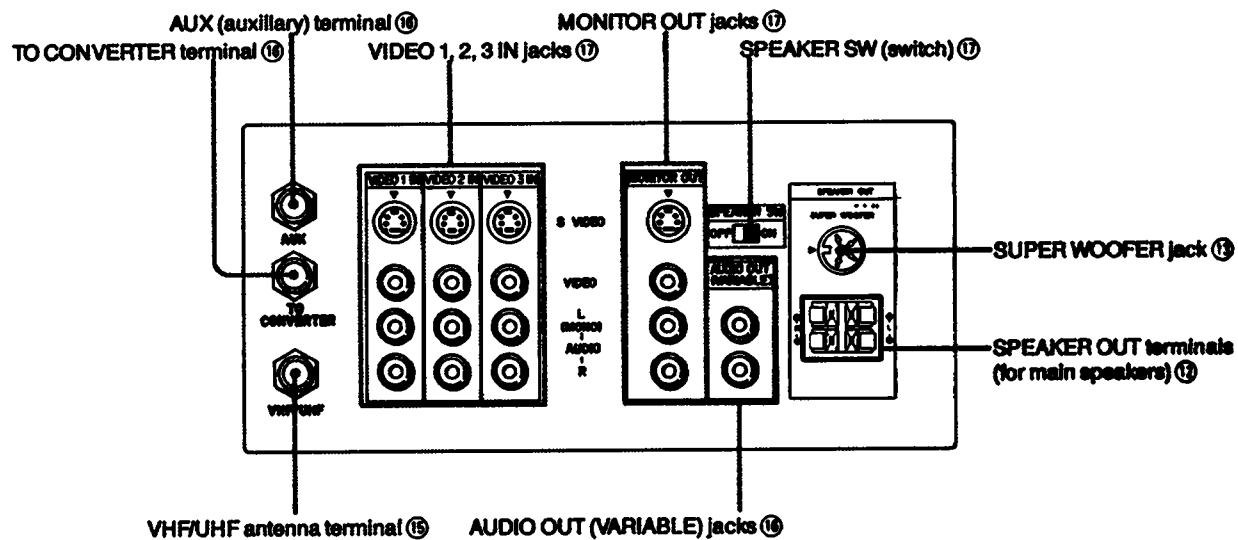 AUX (auxiliary) terminal ⑯
MONITOR OUT jacks ⑰
TO CONVERTER terminal ⑯
VIDEO 1, 2, 3 IN jacks ⑰
SPEAKER SW (switch) ⑰
VIDEO 1 IN VIDEO 2 IN VIDEO 3 IN
MONITOR OUT
SPEAKER OUT
SUPER WOOFER
SPEAKER SW
OFF ON
S VIDEO
AUX
SUPER WOOFER jack ⑬
AUDIO OUT
(VARIABLE)
VIDEO
TO
CONVERTER
L
(MONO)
AUDIO
R
SPEAKER OUT terminals
(for main speakers) ⑫
VHF/UHF
VHF/UHF antenna terminal ⑮
AUDIO OUT (VARIABLE) jacks ⑯